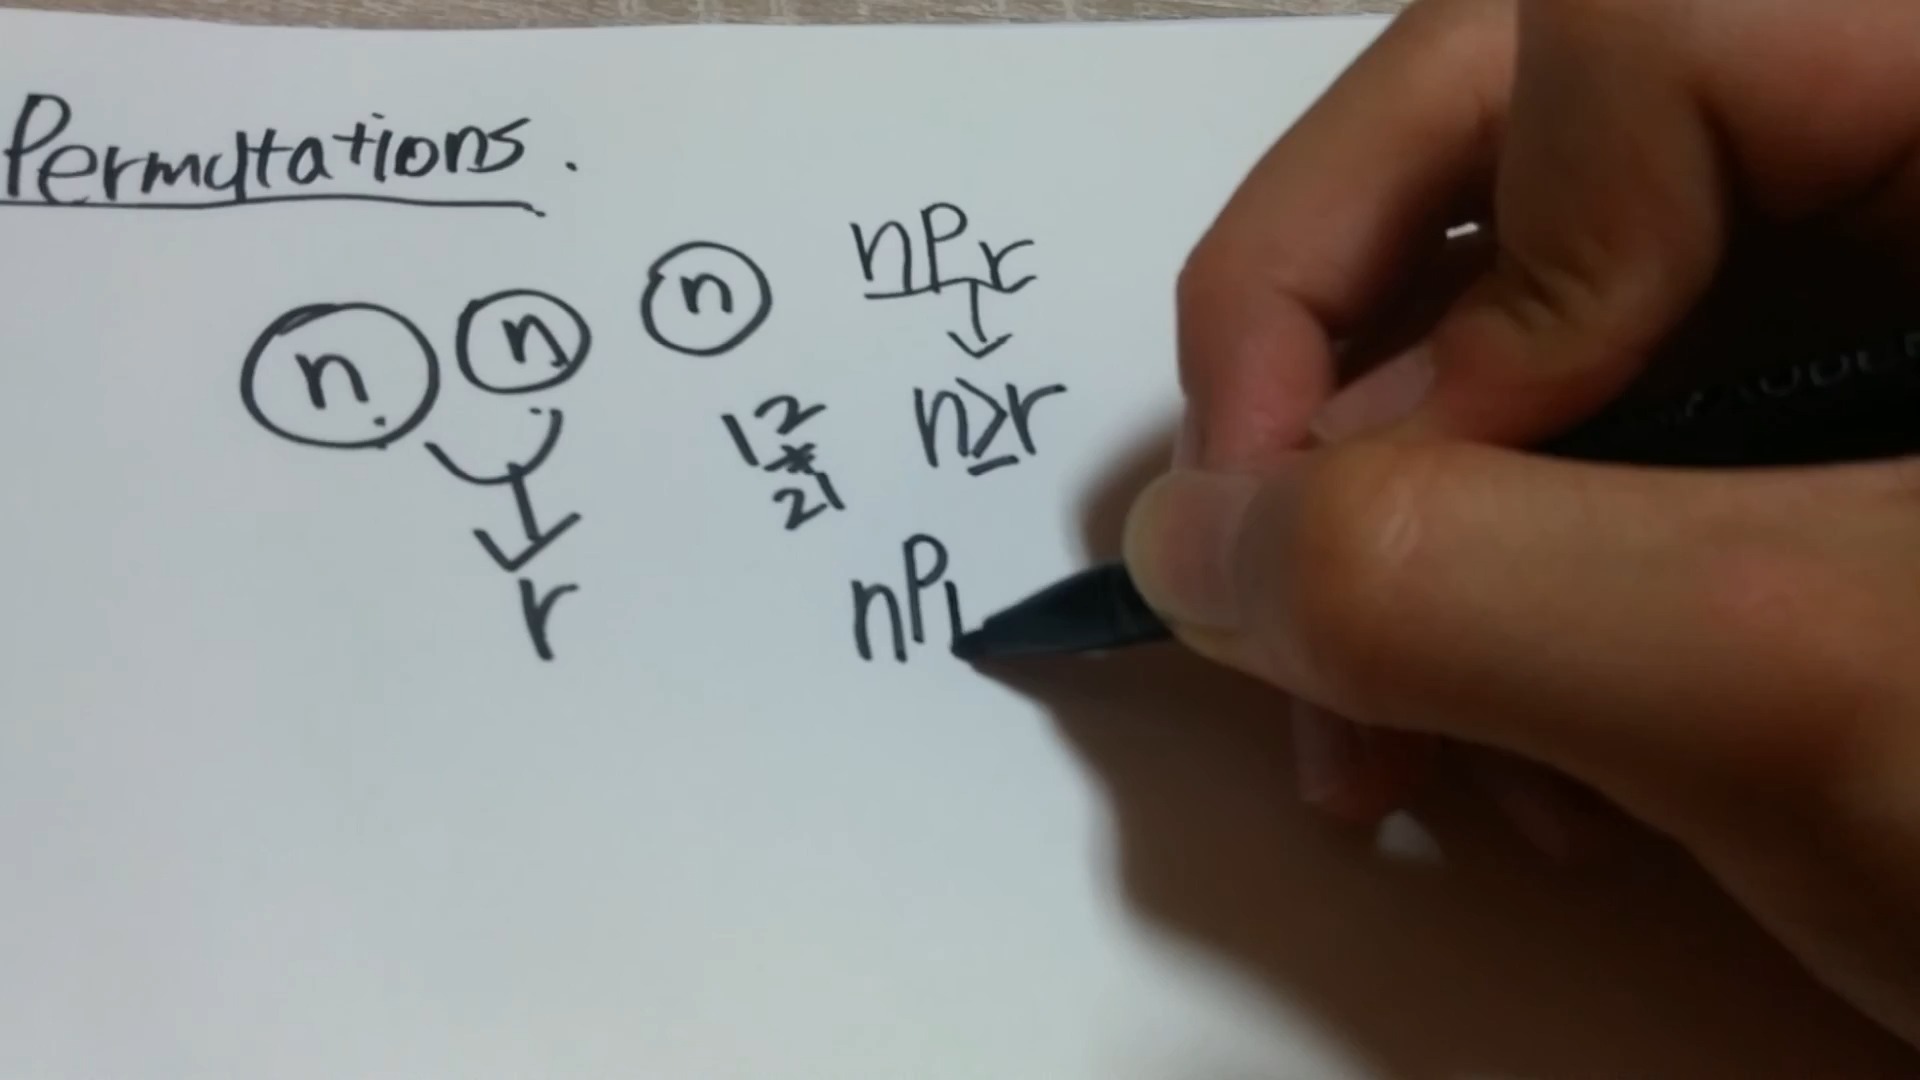 Permutations.
n n n
nPr
n≥r
12
*
21
r
nP